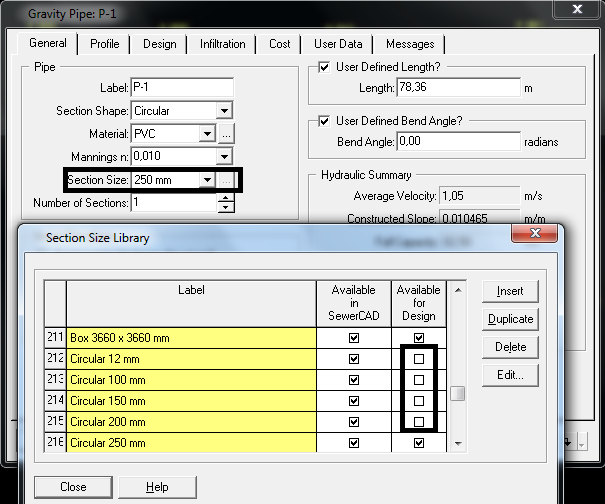 Gravity Pipe: P-1
General
Profile
Design
Infiltration
Cost
User Data
Messages
Pipe
Label: P-1
Section Shape: Circular
Material: PVC ...
Mannings n: 0,010
Section Size: 250 mm ...
Number of Sections: 1
User Defined Length?
Length: 78,36 m
User Defined Bend Angle?
Bend Angle: 0,00 radians
Hydraulic Summary
Average Velocity: 1,05 m/s
Constructed Slope: 0.010465 m/m
Section Size Library
Label
Available in SewerCAD
Available for Design
211 Box 3660 x 3660 mm
212 Circular 12 mm
213 Circular 100 mm
214 Circular 150 mm
215 Circular 200 mm
216 Circular 250 mm
Insert
Duplicate
Delete
Edit...
Close
Help